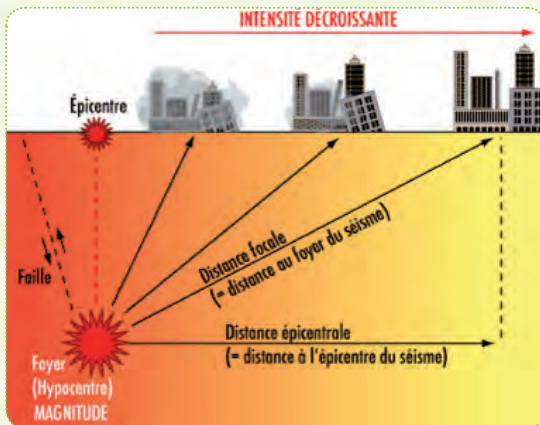 INTENSITÉ DÉCROISSANTE
Épicentre
Faille
Distance focale
(= distance au foyer du séisme)
Distance épicentrale
(= distance à l'épicentre du séisme)
Foyer
(Hypocentre)
MAGNITUDE